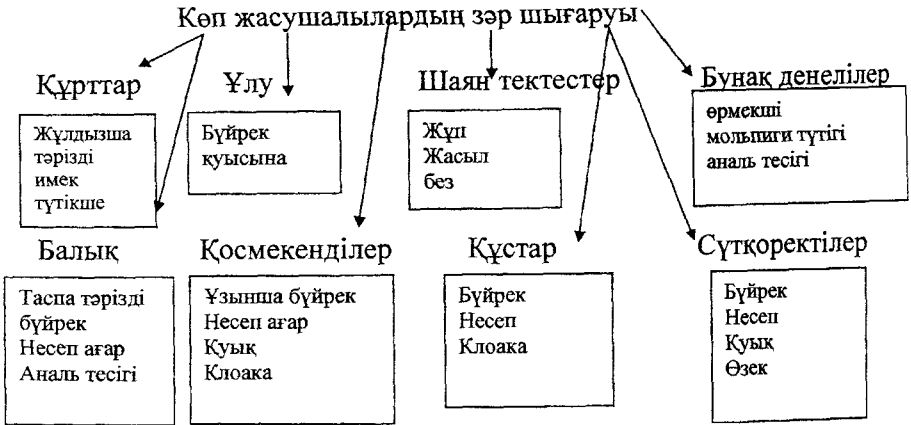 Көп жасушалылардың зәр шығаруы
Құрттар
Жұлдызша
тәрізді
имек
түтікше
Ұлу
Бүйрек
қуысына
Шаян тектестер
Жұп
Жасыл
без
Бунақ денелілер
өрмекші
мольпиги түтігі
аналь тесігі
Балық
Таспа тәрізді
бүйрек
Несеп ағар
Аналь тесігі
Қосмекенділер
Ұзынша бүйрек
Несеп ағар
Қуық
Клоака
Құстар
Бүйрек
Несеп
Клоака
Сүтқоректілер
Бүйрек
Несеп
Қуық
Өзек